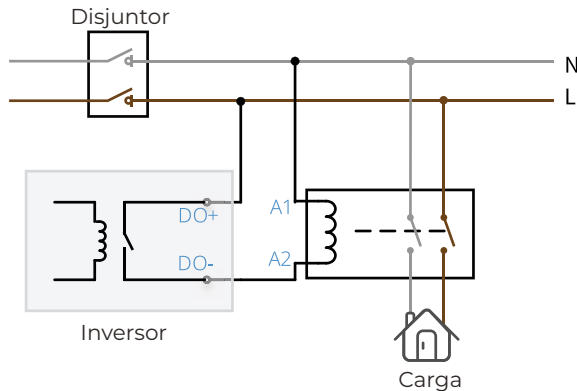 Disjuntor
N
L
DO+
A1
DO-
A2
Inversor
Carga